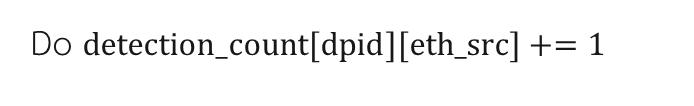 Do detection_count[dpid][eth_src] += 1